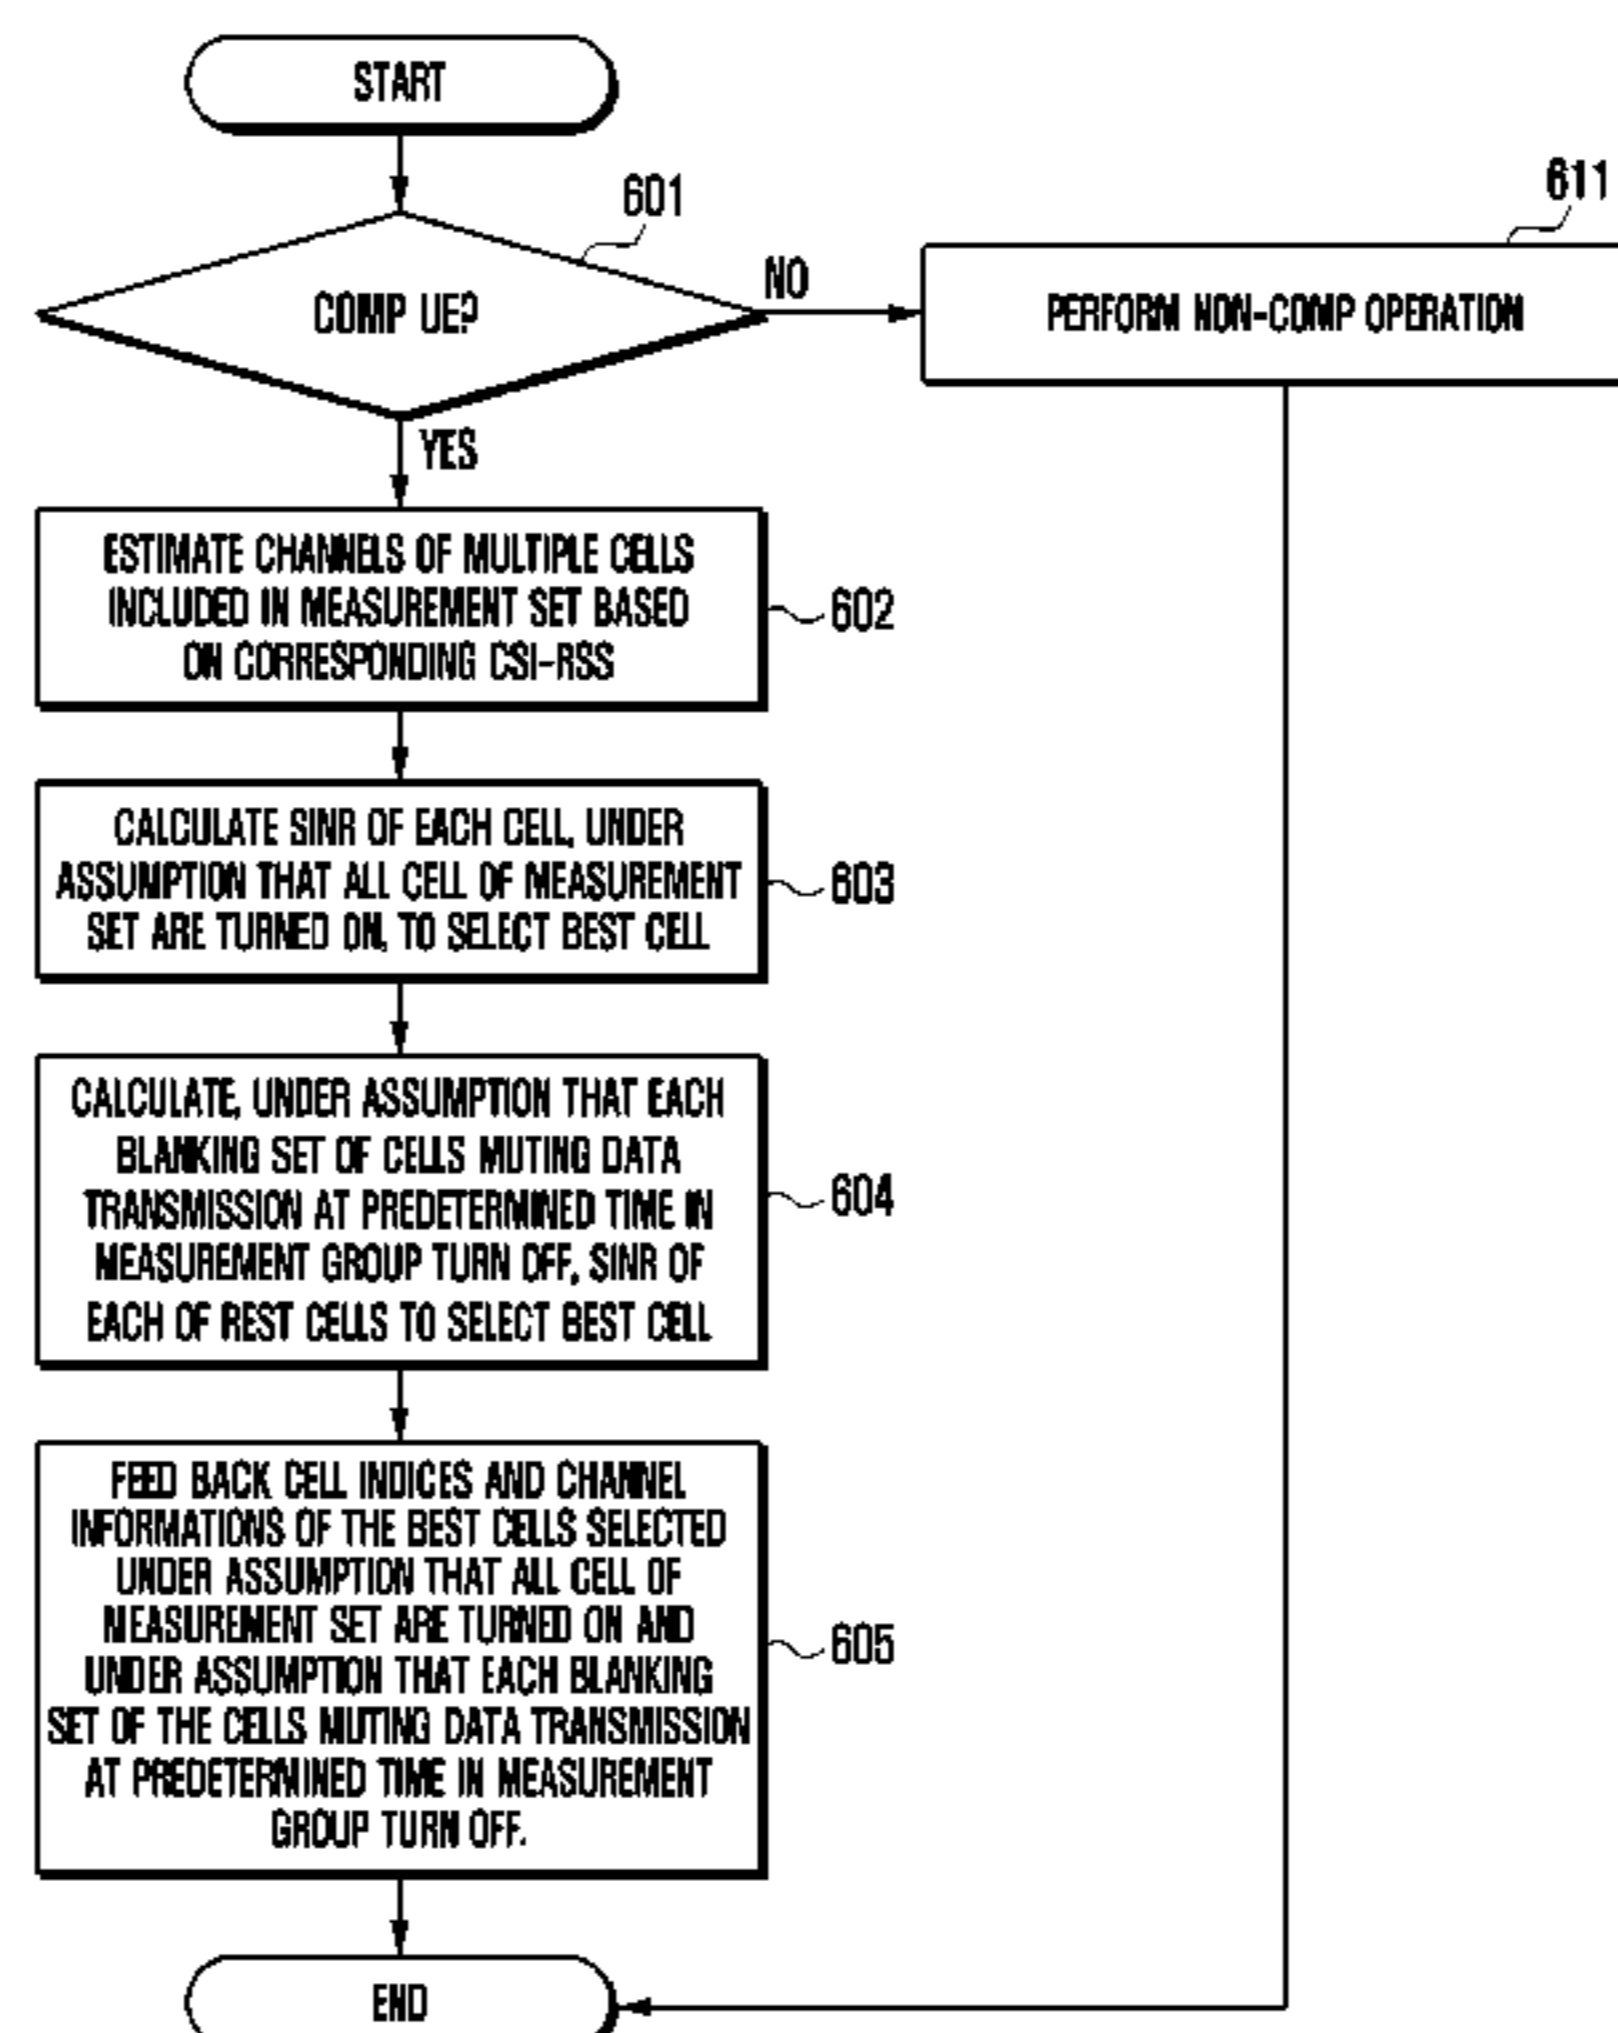 START
601
COMP UE?
NO
611
PERFORM NON-COMP OPERATION
YES
ESTIMATE CHANNELS OF MULTIPLE CELLS
INCLUDED IN MEASUREMENT SET BASED
ON CORRESPONDING CSI-RSS
602
CALCULATE SINR OF EACH CELL, UNDER
ASSUMPTION THAT ALL CELL OF MEASUREMENT
SET ARE TURNED ON, TO SELECT BEST CELL
603
CALCULATE, UNDER ASSUMPTION THAT EACH
BLANKING SET OF CELLS MUTING DATA
TRANSMISSION AT PREDETERMINED TIME IN
MEASUREMENT GROUP TURN OFF, SINR OF
EACH OF REST CELLS TO SELECT BEST CELL
604
FEED BACK CELL INDICES AND CHANNEL
INFORMATIONS OF THE BEST CELLS SELECTED
UNDER ASSUMPTION THAT ALL CELL OF
MEASUREMENT SET ARE TURNED ON AND
UNDER ASSUMPTION THAT EACH BLANKING
SET OF THE CELLS MUTING DATA TRANSMISSION
AT PREDETERMINED TIME IN MEASUREMENT
GROUP TURN OFF.
605
END